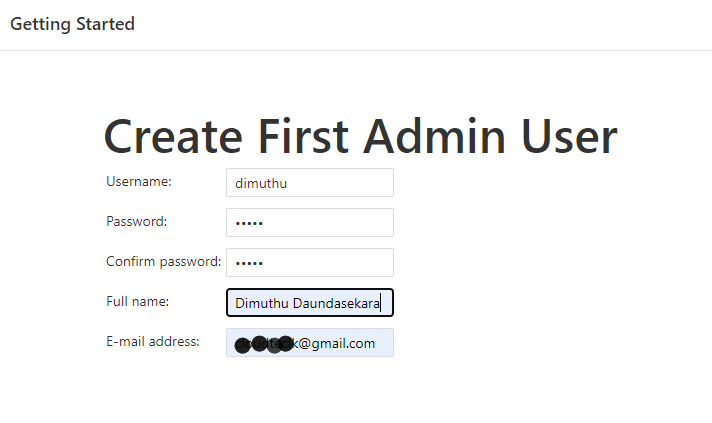 Getting Started
Create First Admin User
Username: dimuthu
Password: •••••
Confirm password: •••••
Full name: Dimuthu Daundasekara
E-mail address: @gmail.com